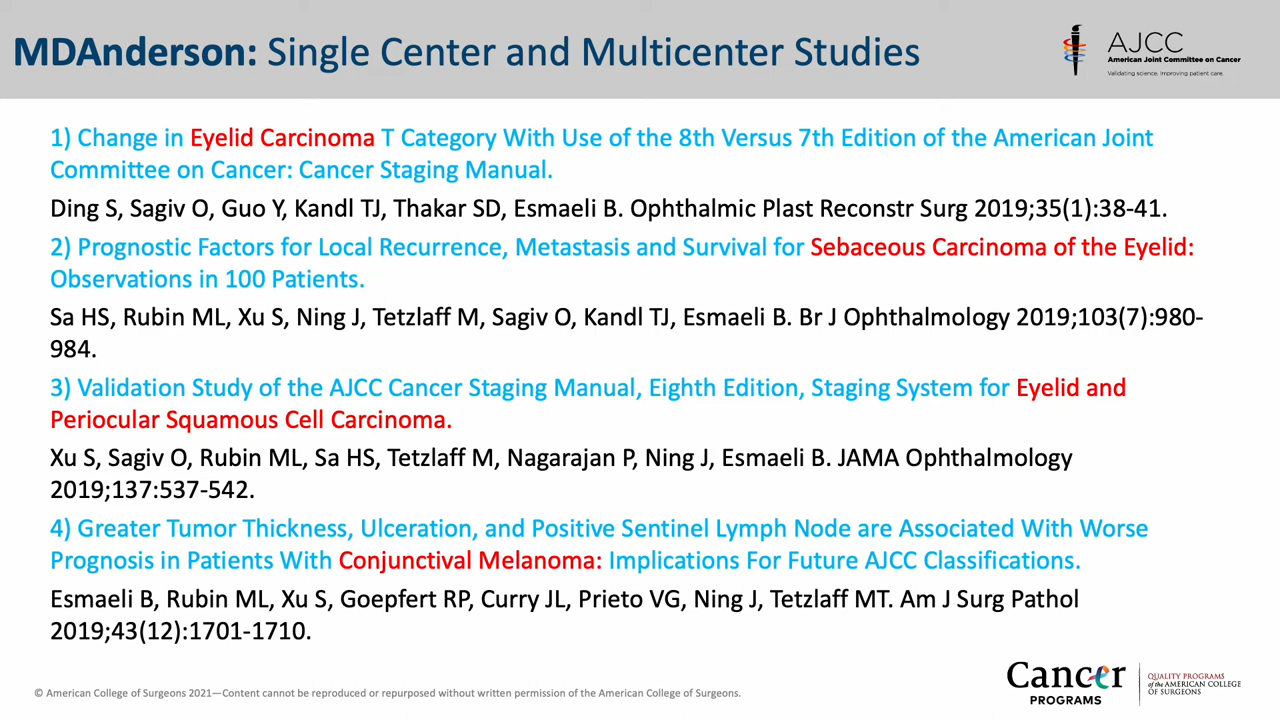 MDAnderson: Single Center and Multicenter Studies
AJCC
American Joint Committee on Cancer
Validating science. Improving patient care.
1) Change in Eyelid Carcinoma T Category With Use of the 8th Versus 7th Edition of the American Joint
Committee on Cancer: Cancer Staging Manual.
Ding S, Sagiv O, Guo Y, Kandl TJ, Thakar SD, Esmaeli B. Ophthalmic Plast Reconstr Surg 2019;35(1):38-41.
2) Prognostic Factors for Local Recurrence, Metastasis and Survival for Sebaceous Carcinoma of the Eyelid:
Observations in 100 Patients.
Sa HS, Rubin ML, Xu S, Ning J, Tetzlaff M, Sagiv O, Kandl TJ, Esmaeli B. Br J Ophthalmology 2019;103(7):980-
984.
3) Validation Study of the AJCC Cancer Staging Manual, Eighth Edition, Staging System for Eyelid and
Periocular Squamous Cell Carcinoma.
Xu S, Sagiv O, Rubin ML, Sa HS, Tetzlaff M, Nagarajan P, Ning J, Esmaeli B. JAMA Ophthalmology
2019;137:537-542.
4) Greater Tumor Thickness, Ulceration, and Positive Sentinel Lymph Node are Associated With Worse
Prognosis in Patients With Conjunctival Melanoma: Implications For Future AJCC Classifications.
Esmaeli B, Rubin ML, Xu S, Goepfert RP, Curry JL, Prieto VG, Ning J, Tetzlaff MT. Am J Surg Pathol
2019;43(12):1701-1710.
© American College of Surgeons 2021—Content cannot be reproduced or repurposed without written permission of the American College of Surgeons.
Cancer
PROGRAMS
QUALITY PROGRAMS
of the AMERICAN COLLEGE
OF SURGEONS